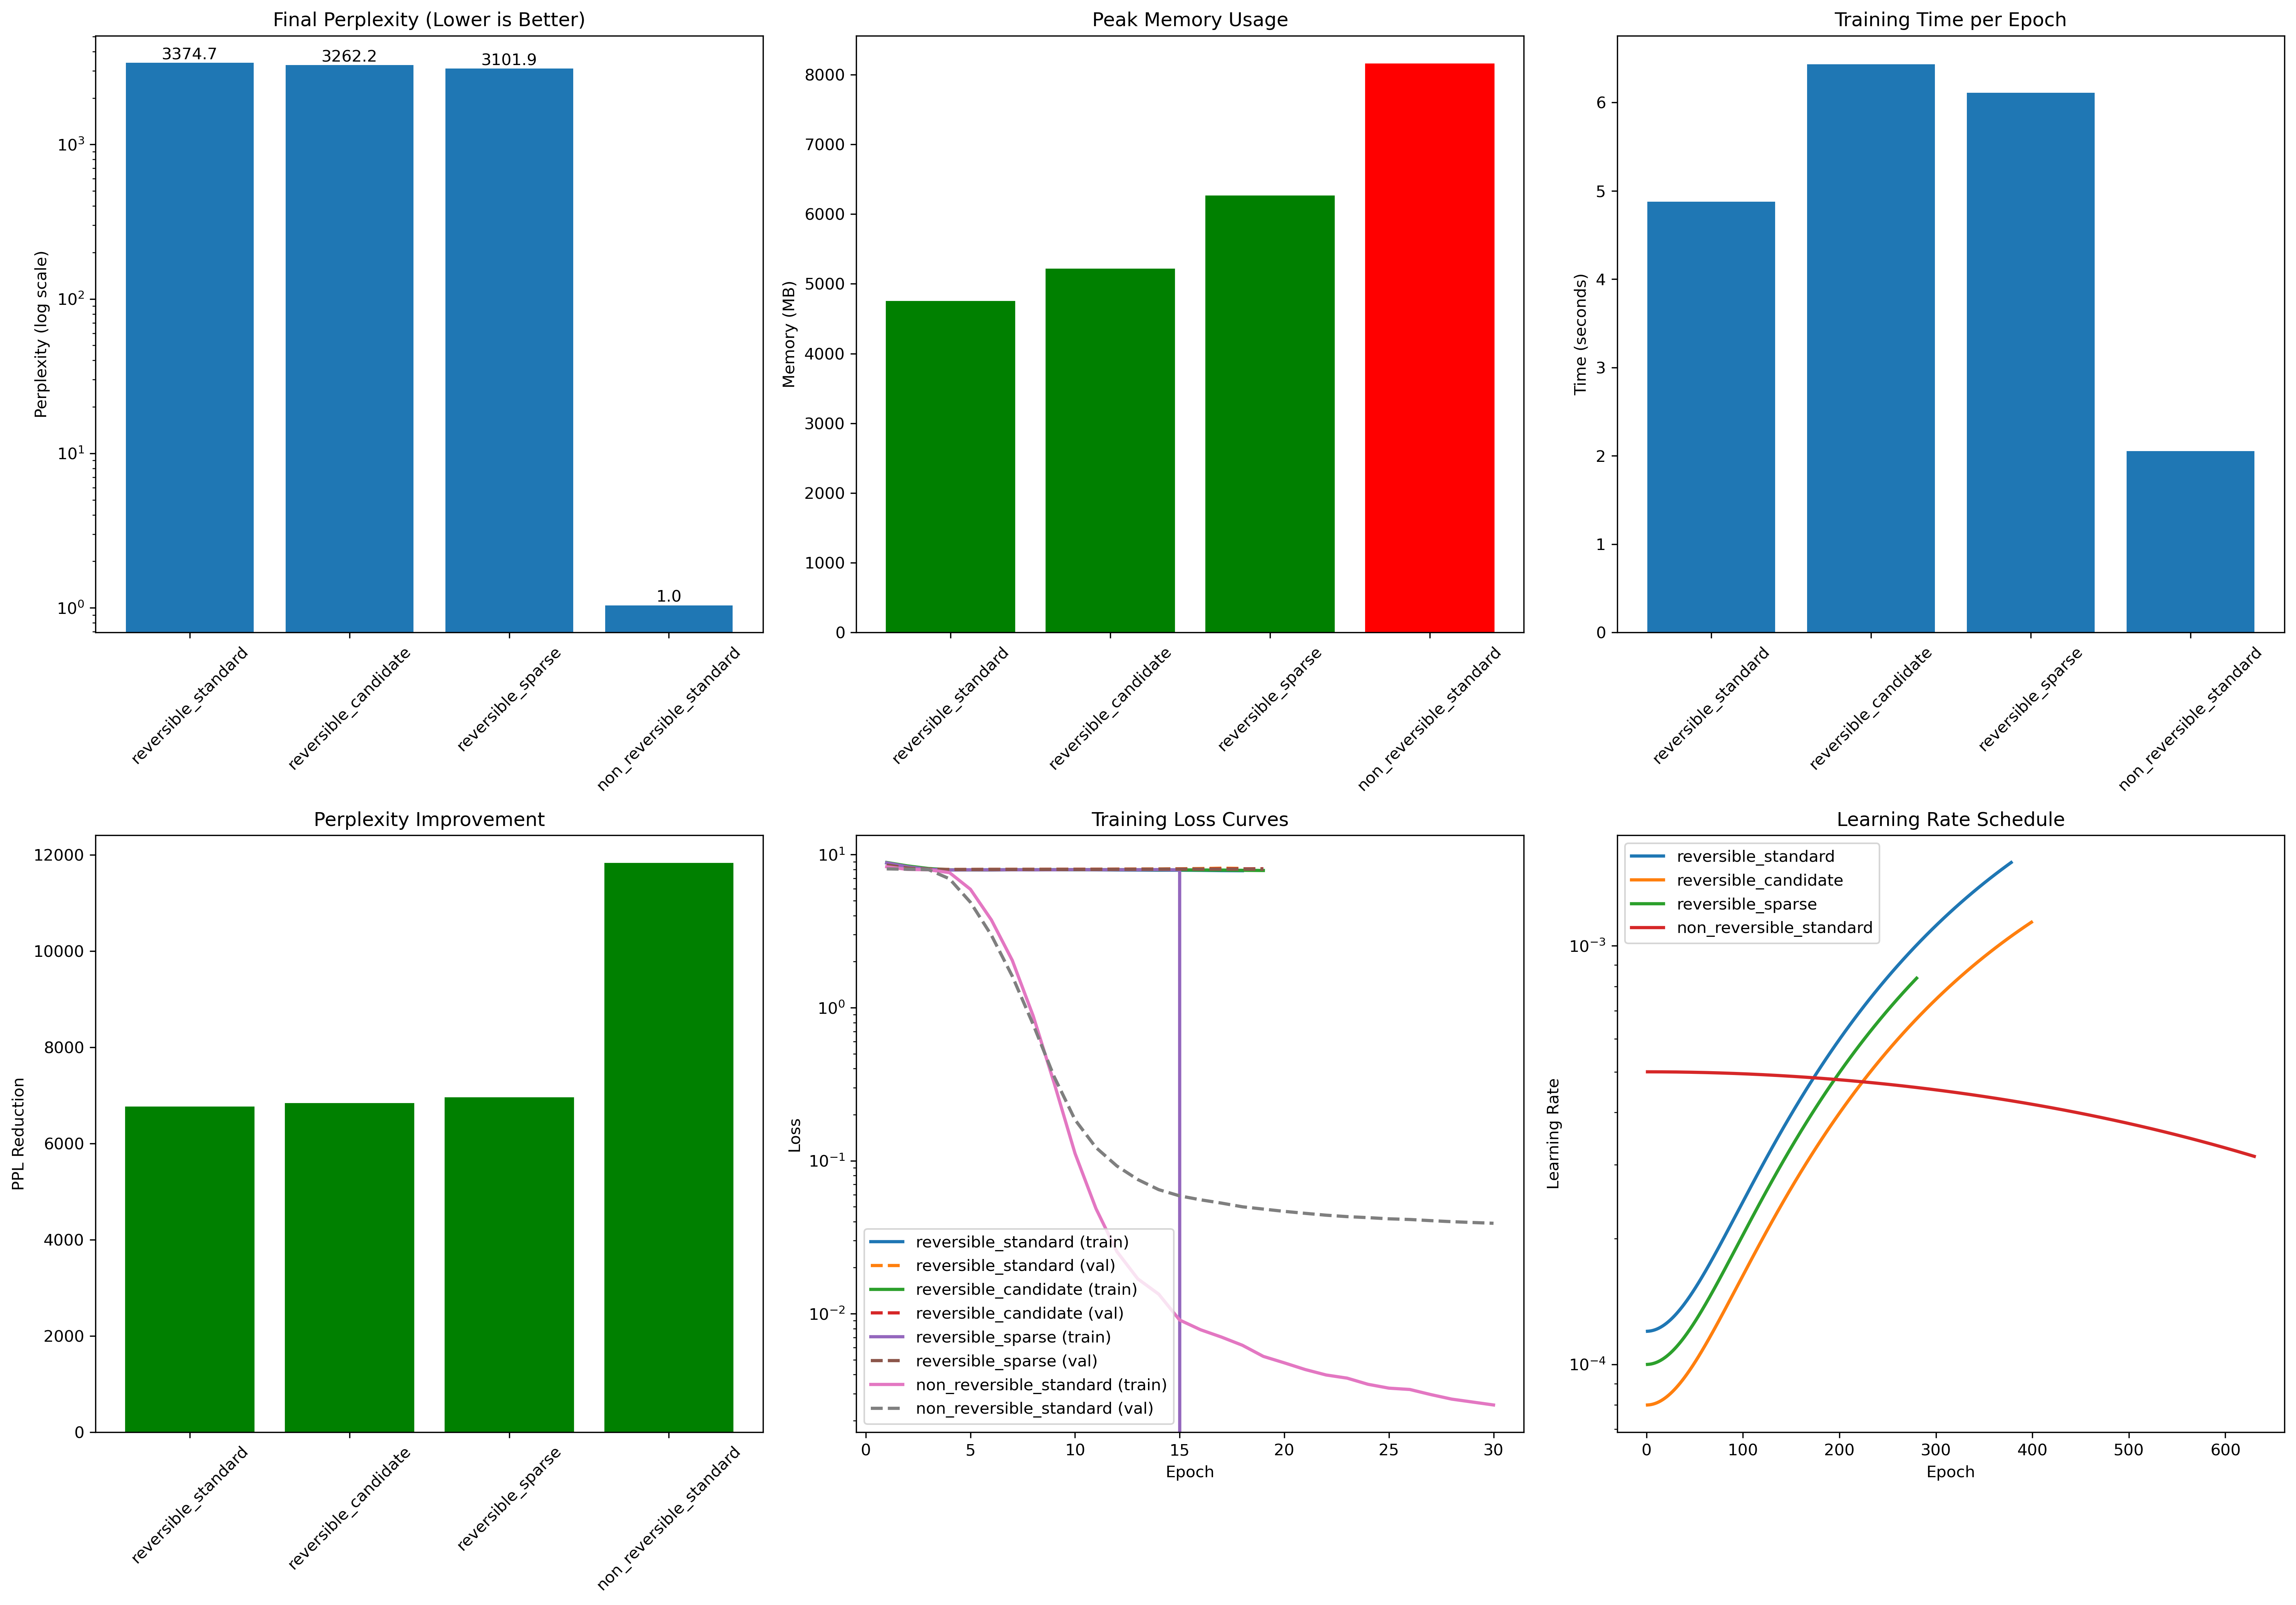 Final Perplexity (Lower is Better)
Perplexity (log scale)
10^3
10^2
10^1
10^0
3374.7
3262.2
3101.9
1.0
reversible_standard
reversible_candidate
reversible_sparse
non_reversible_standard
Peak Memory Usage
Memory (MB)
8000
7000
6000
5000
4000
3000
2000
1000
0
reversible_standard
reversible_candidate
reversible_sparse
non_reversible_standard
Training Time per Epoch
Time (seconds)
6
5
4
3
2
1
0
reversible_standard
reversible_candidate
reversible_sparse
non_reversible_standard
Perplexity Improvement
PPL Reduction
12000
10000
8000
6000
4000
2000
0
reversible_standard
reversible_candidate
reversible_sparse
non_reversible_standard
Training Loss Curves
Loss
10^1
10^0
10^-1
10^-2
reversible_standard (train)
reversible_standard (val)
reversible_candidate (train)
reversible_candidate (val)
reversible_sparse (train)
reversible_sparse (val)
non_reversible_standard (train)
non_reversible_standard (val)
0 5 10 15 20 25 30
Epoch
Learning Rate Schedule
Learning Rate
10^-3
10^-4
reversible_standard
reversible_candidate
reversible_sparse
non_reversible_standard
0 100 200 300 400 500 600
Epoch